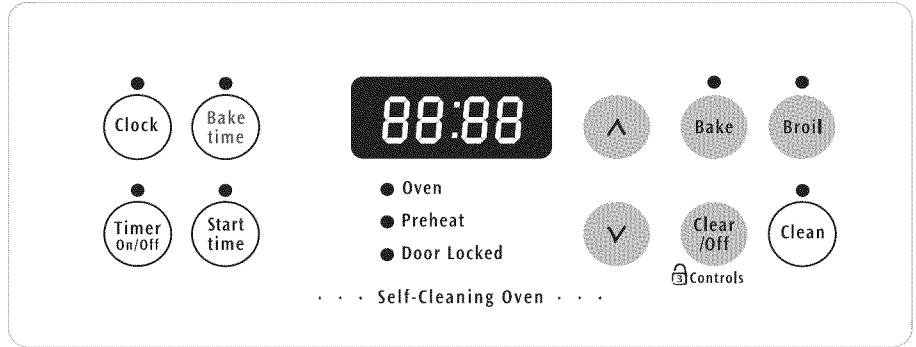 Clock
Bake
time
88:88
Bake
Broil
Oven
Preheat
Door Locked
Timer
On/Off
Start
time
Clear
/Off
Clean
3 Controls
· · · Self-Cleaning Oven · · ·